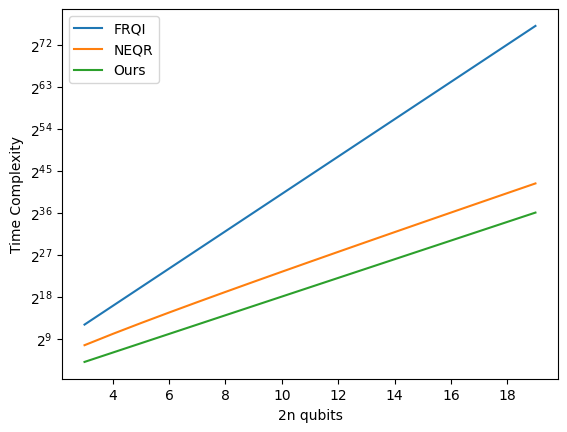 FRQI
NEQR
Ours
2^72
2^63
2^54
2^45
2^36
2^27
2^18
2^9
Time Complexity
4 6 8 10 12 14 16 18
2n qubits